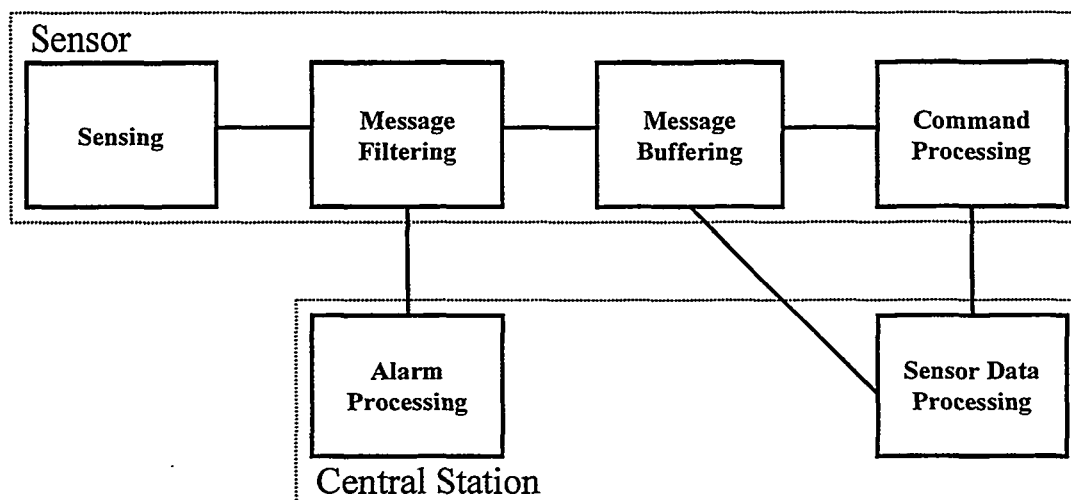 Sensor
Sensing
Message
Filtering
Message
Buffering
Command
Processing
Alarm
Processing
Sensor Data
Processing
Central Station